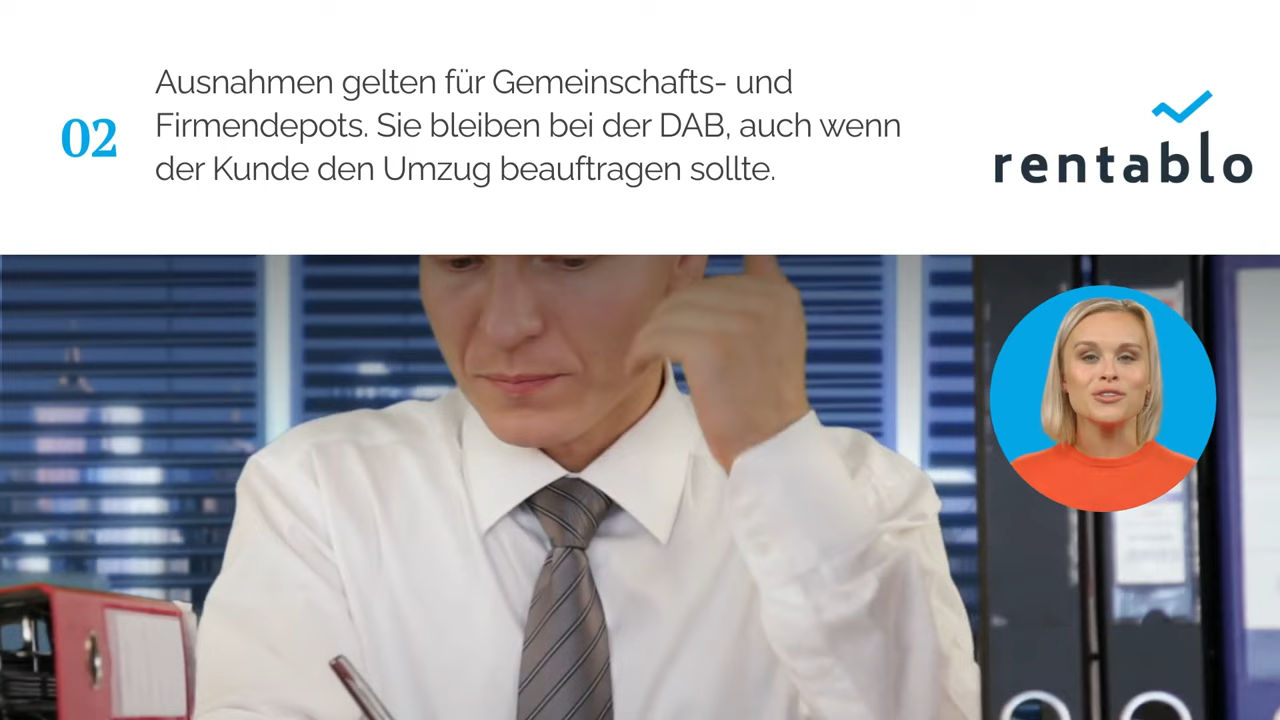 02
Ausnahmen gelten für Gemeinschafts- und
Firmendepots. Sie bleiben bei der DAB, auch wenn
der Kunde den Umzug beauftragen sollte.
rentablo